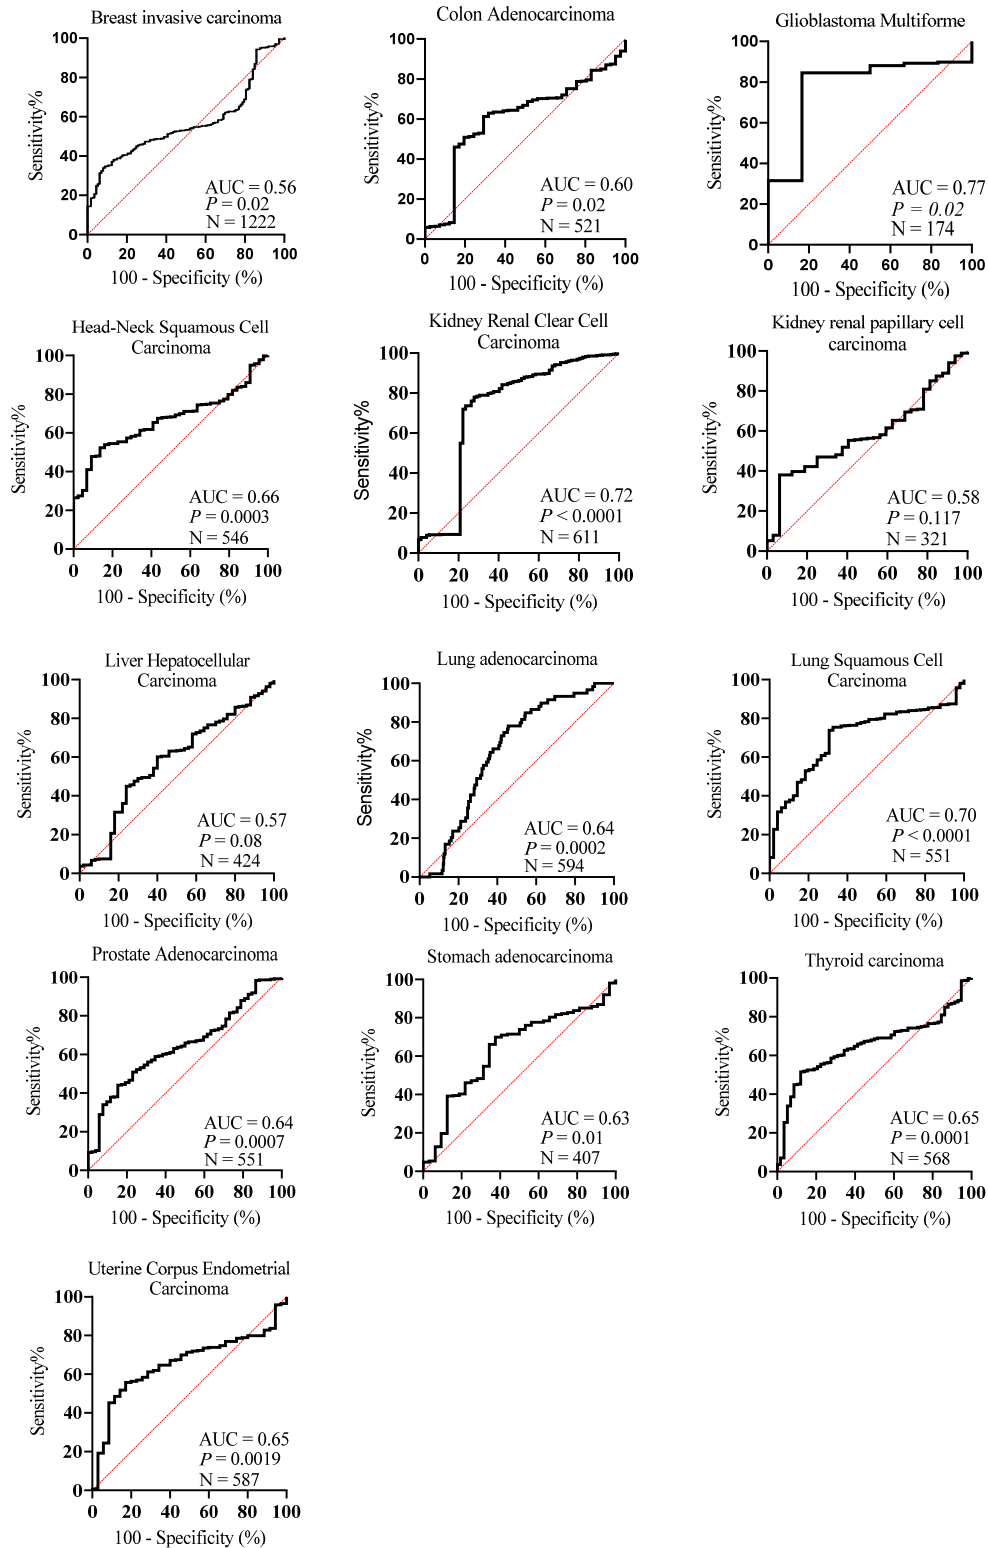 Breast invasive carcinoma
Sensitivity%
100
80
60
40
20
0
AUC = 0.56
P = 0.02
N = 1222
0 20 40 60 80 100
100 - Specificity (%)
Colon Adenocarcinoma
Sensitivity%
100
80
60
40
20
0
AUC = 0.60
P = 0.02
N = 521
0 20 40 60 80 100
100 - Specificity (%)
Glioblastoma Multiforme
Sensitivity%
100
80
60
40
20
0
AUC = 0.77
P = 0.02
N = 174
0 20 40 60 80 100
100 - Specificity (%)
Head-Neck Squamous Cell
Carcinoma
Sensitivity%
100
80
60
40
20
0
AUC = 0.66
P = 0.0003
N = 546
0 20 40 60 80 100
100 - Specificity (%)
Kidney Renal Clear Cell
Carcinoma
Sensitivity%
100
80
60
40
20
0
AUC = 0.72
P < 0.0001
N = 611
0 20 40 60 80 100
100 - Specificity (%)
Kidney renal papillary cell
carcinoma
Sensitivity%
100
80
60
40
20
0
AUC = 0.58
P = 0.117
N = 321
0 20 40 60 80 100
100 - Specificity (%)
Liver Hepatocellular
Carcinoma
Sensitivity%
100
80
60
40
20
0
AUC = 0.57
P = 0.08
N = 424
0 20 40 60 80 100
100 - Specificity (%)
Lung adenocarcinoma
Sensitivity%
100
80
60
40
20
0
AUC = 0.64
P = 0.0002
N = 594
0 20 40 60 80 100
100 - Specificity (%)
Lung Squamous Cell
Carcinoma
Sensitivity%
100
80
60
40
20
0
AUC = 0.70
P < 0.0001
N = 551
0 20 40 60 80 100
100 - Specificity (%)
Prostate Adenocarcinoma
Sensitivity%
100
80
60
40
20
0
AUC = 0.64
P = 0.0007
N = 551
0 20 40 60 80 100
100 - Specificity (%)
Stomach adenocarcinoma
Sensitivity%
100
80
60
40
20
0
AUC = 0.63
P = 0.01
N = 407
0 20 40 60 80 100
100 - Specificity (%)
Thyroid carcinoma
Sensitivity%
100
80
60
40
20
0
AUC = 0.65
P = 0.0001
N = 568
0 20 40 60 80 100
100 - Specificity (%)
Uterine Corpus Endometrial
Carcinoma
Sensitivity%
100
80
60
40
20
0
AUC = 0.65
P = 0.0019
N = 587
0 20 40 60 80 100
100 - Specificity (%)